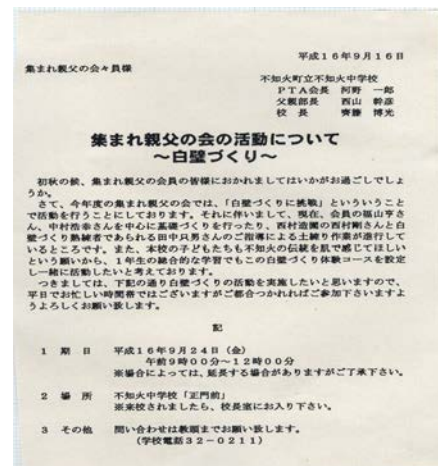 平成16年9月16日
集まれ親父の会々員様
不知火町立不知火中学校
PTA会長 河野 一郎
父親部長 西山 幹彦
校長 齊藤 博光
集まれ親父の会の活動について
～白壁づくり～
初秋の候、集まれ親父の会の会員の皆様におかれましてはいかがお過ごしでしょ
うか。
さて、今年度の集まれ親父の会では、「白壁づくりに挑戦」といういうこと
で活動を行うことにしております。それに伴いまして、現在、会員の福山亨さ
ん、中村浩幸さんを中心に基礎づくりを行ったり、西村造園の西村剛さんと白
壁づくり熟練者であられる田中只男さんのご指導による土練り作業が進行して
いるところです。また、本校の子どもたちも不知火の伝統を肌で感じてほしい
という願いから、1年生の総合的な学習でもこの白壁づくり体験コースを設定
し一緒に活動したいと考えております。
つきましては、下記の通り白壁づくりの活動を実施したいと思いますので、
平日でお忙しい時間帯ではございますがご都合つかれればご参加下さいますよ
うよろしくお願い致します。
記
1 期日 平成16年9月24日(金)
午前9時00分～12時00分
※場合によっては、延長する場合がありますがご了承下さい。
2 場所 不知火中学校「正門前」
※来校されましたら、校長室にお入り下さい。
3 その他 問い合わせは教頭までお願い致します。
(学校電話32-0211)